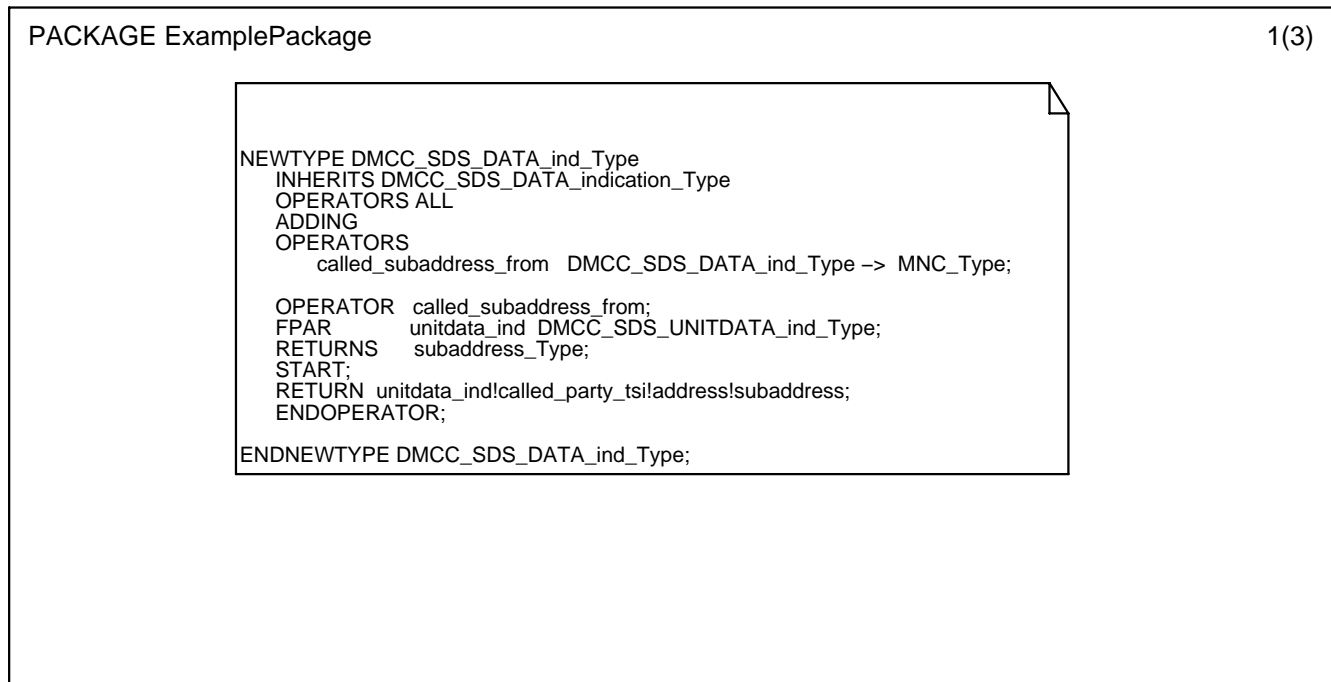 PACKAGE ExamplePackage 1(3)
NEWTYPE DMCC_SDS_DATA_ind_Type
INHERITS DMCC_SDS_DATA_indication_Type
OPERATORS ALL
ADDING
OPERATORS
called_subaddress_from DMCC_SDS_DATA_ind_Type –> MNC_Type;
OPERATOR called_subaddress_from;
FPAR unitdata_ind DMCC_SDS_UNITDATA_ind_Type;
RETURNS subaddress_Type;
START;
RETURN unitdata_ind!called_party_tsi!address!subaddress;
ENDOPERATOR;
ENDNEWTYPE DMCC_SDS_DATA_ind_Type;